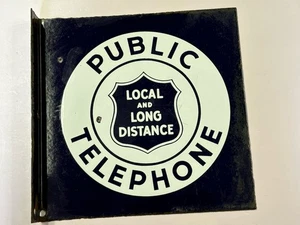 PUBLIC
LOCAL
AND
LONG
DISTANCE
TELEPHONE